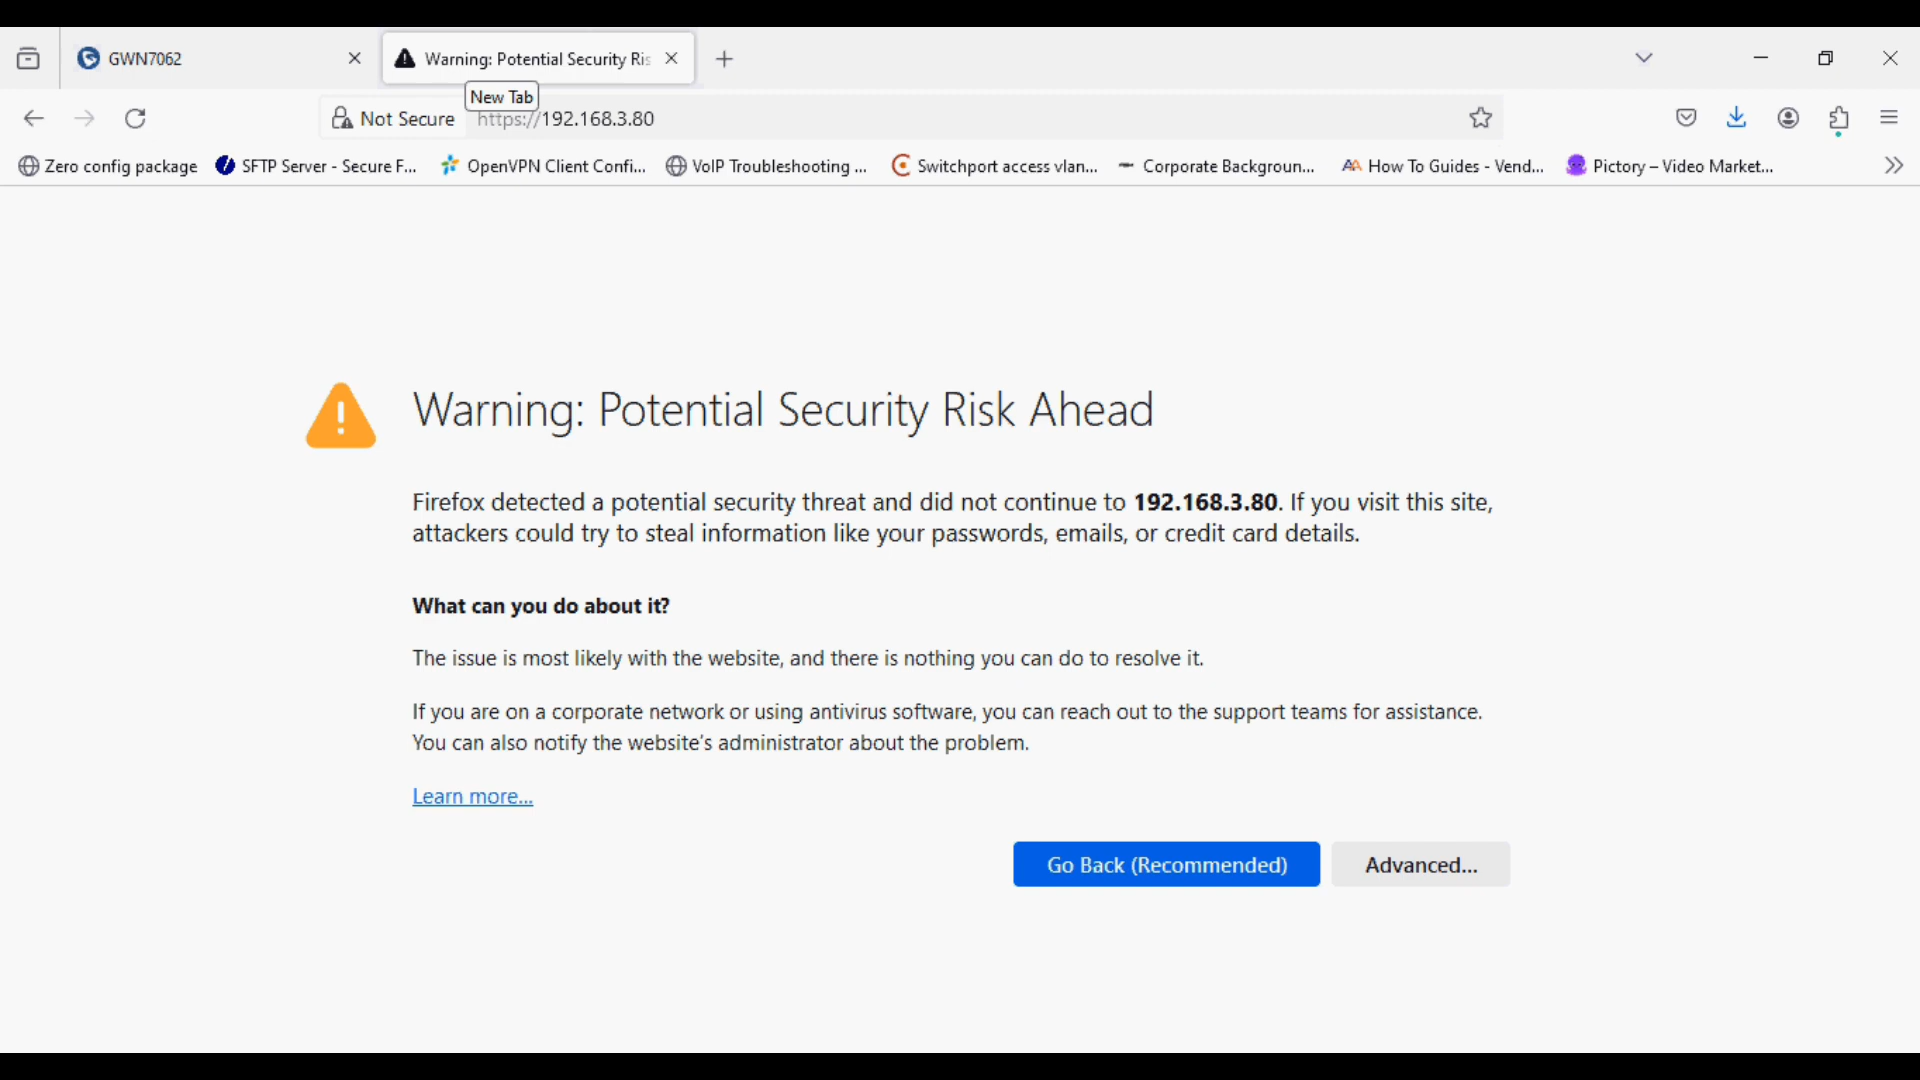 GWN7062
Warning: Potential Security Ris
New Tab
Not Secure https://192.168.3.80
Zero config package SFTP Server - Secure F... OpenVPN Client Confi... VoIP Troubleshooting ... Switchport access vlan... Corporate Backgroun... How To Guides - Vend... Pictory – Video Market...
Warning: Potential Security Risk Ahead
Firefox detected a potential security threat and did not continue to 192.168.3.80. If you visit this site,
attackers could try to steal information like your passwords, emails, or credit card details.
What can you do about it?
The issue is most likely with the website, and there is nothing you can do to resolve it.
If you are on a corporate network or using antivirus software, you can reach out to the support teams for assistance.
You can also notify the website's administrator about the problem.
Learn more...
Go Back (Recommended) Advanced...